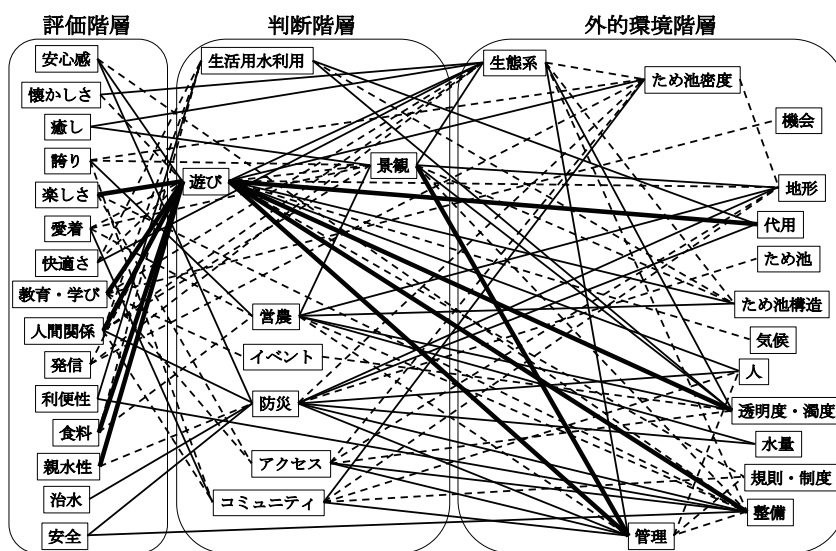 評価階層
判断階層
外的環境階層
安心感
懐かしさ
癒し
誇り
楽しさ
愛着
快適さ
教育・学び
人間関係
発信
利便性
食料
親水性
治水
安全
生活用水利用
景観
遊び
営農
イベント
防災
アクセス
コミュニティ
生態系
ため池密度
機会
地形
代用
ため池
ため池構造
気候
人
透明度・濁度
水量
規則・制度
整備
管理